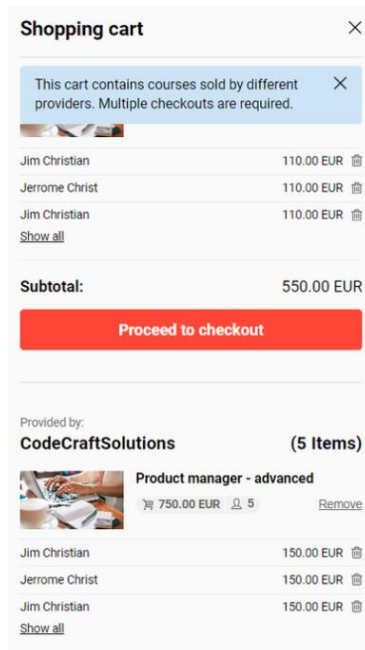 Shopping cart
This cart contains courses sold by different
providers. Multiple checkouts are required.
Jim Christian 110.00 EUR
Jerrome Christ 110.00 EUR
Jim Christian 110.00 EUR
Show all
Subtotal: 550.00 EUR
Proceed to checkout
Provided by:
CodeCraftSolutions (5 Items)
Product manager - advanced
750.00 EUR 5 Remove
Jim Christian 150.00 EUR
Jerrome Christ 150.00 EUR
Jim Christian 150.00 EUR
Show all